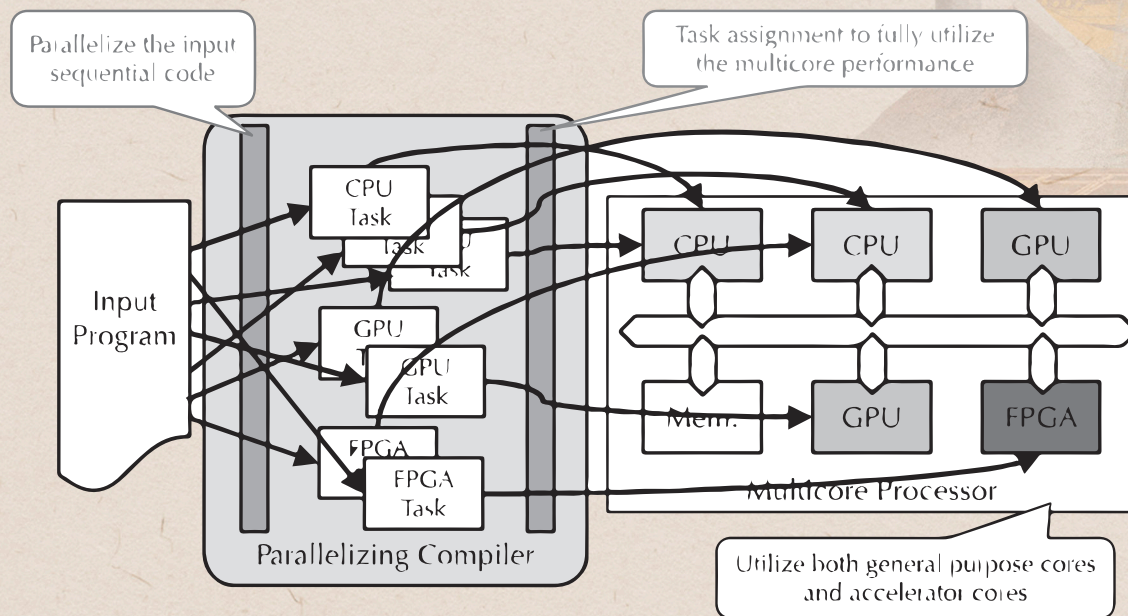 Parallelize the input
sequential code
Task assignment to fully utilize
the multicore performance
Input
Program
CPU
Task
Task
Task
GPU
GPU
Task
FPGA
FPGA
Task
Parallelizing Compiler
CPU
CPU
GPU
Mem.
GPU
FPGA
Multicore Processor
Utilize both general purpose cores
and accelerator cores